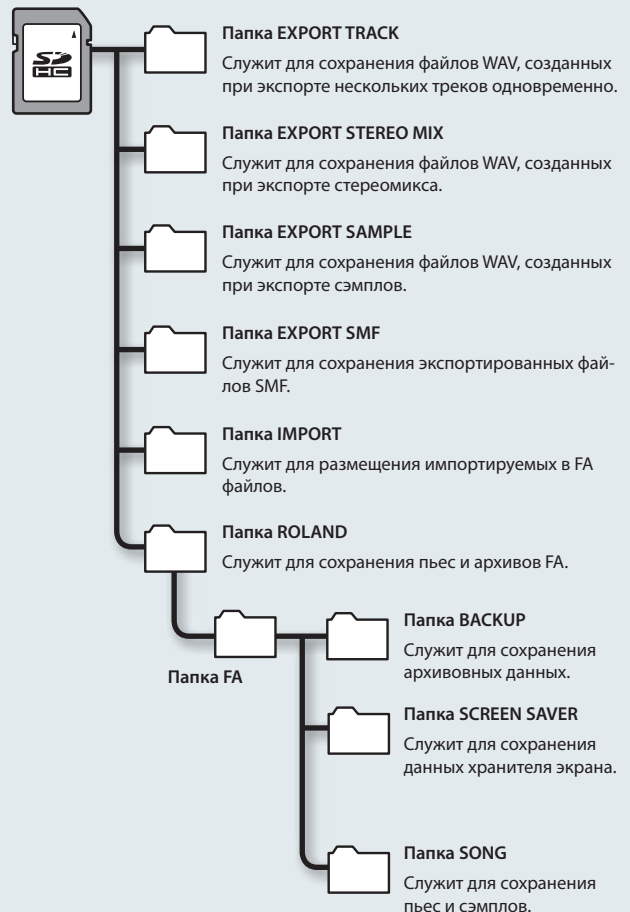 SD
HC
Папка EXPORT TRACK
Служит для сохранения файлов WAV, созданных
при экспорте нескольких треков одновременно.
Папка EXPORT STEREO MIX
Служит для сохранения файлов WAV, созданных
при экспорте стереомикса.
Папка EXPORT SAMPLE
Служит для сохранения файлов WAV, созданных
при экспорте сэмплов.
Папка EXPORT SMF
Служит для сохранения экспортированных фай-
лов SMF.
Папка IMPORT
Служит для размещения импортируемых в FA
файлов.
Папка ROLAND
Служит для сохранения пьес и архивов FA.
Папка FA
Папка BACKUP
Служит для сохранения
архивовных данных.
Папка SCREEN SAVER
Служит для сохранения
данных хранителя экрана.
Папка SONG
Служит для сохранения
пьес и сэмплов.